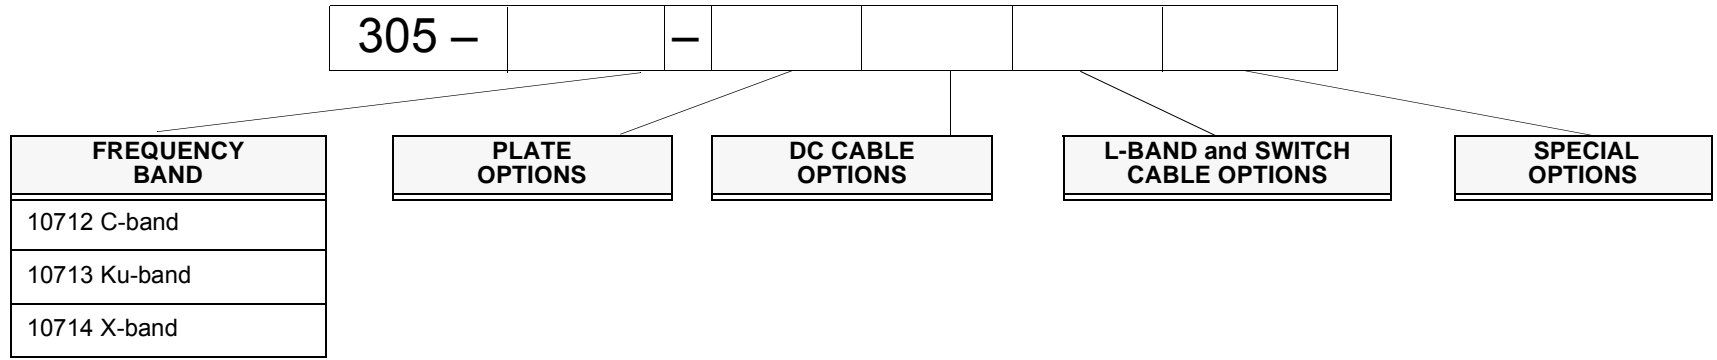 305 – –
FREQUENCY
BAND
PLATE
OPTIONS
DC CABLE
OPTIONS
L-BAND and SWITCH
CABLE OPTIONS
SPECIAL
OPTIONS
10712 C-band
10713 Ku-band
10714 X-band